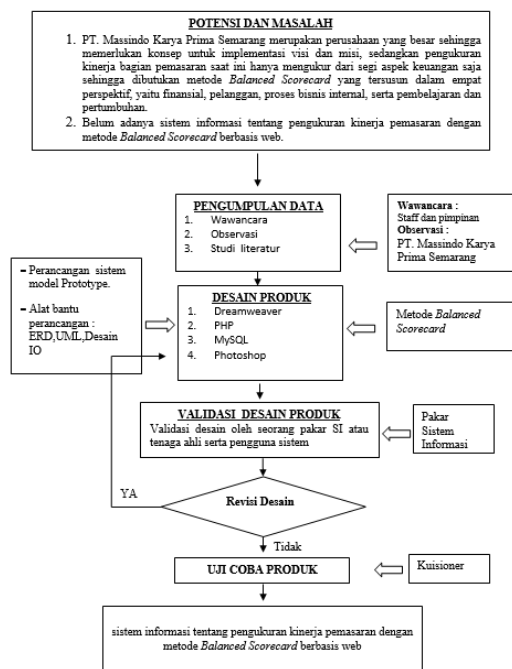 POTENSI DAN MASALAH
1. PT. Massindo Karya Prima Semarang merupakan perusahaan yang besar sehingga
memerlukan konsep untuk implementasi visi dan misi, sedangkan pengukuran
kinerja bagian pemasaran saat ini hanya mengukur dari segi aspek keuangan saja
sehingga dibutukan metode Balanced Scorecard yang tersusun dalam empat
perspektif, yaitu finansial, pelanggan, proses bisnis internal, serta pembelajaran dan
pertumbuhan.
2. Belum adanya sistem informasi tentang pengukuran kinerja pemasaran dengan
metode Balanced Scorecard berbasis web.
PENGUMPULAN DATA
1. Wawancara
2. Observasi
3. Studi literatur
Wawancara :
Staff dan pimpinan
Observasi :
PT. Massindo Karya
Prima Semarang
– Perancangan sistem
model Prototype.
– Alat bantu
perancangan :
ERD,UML,Desain
IO
DESAIN PRODUK
1. Dreamweaver
2. PHP
3. MySQL
4. Photoshop
Metode Balanced
Scorecard
VALIDASI DESAIN PRODUK
Validasi desain oleh seorang pakar SI atau
tenaga ahli serta pengguna sistem
Pakar
Sistem
Informasi
YA
Revisi Desain
Tidak
UJI COBA PRODUK
Kuisioner
sistem informasi tentang pengukuran kinerja pemasaran dengan
metode Balanced Scorecard berbasis web